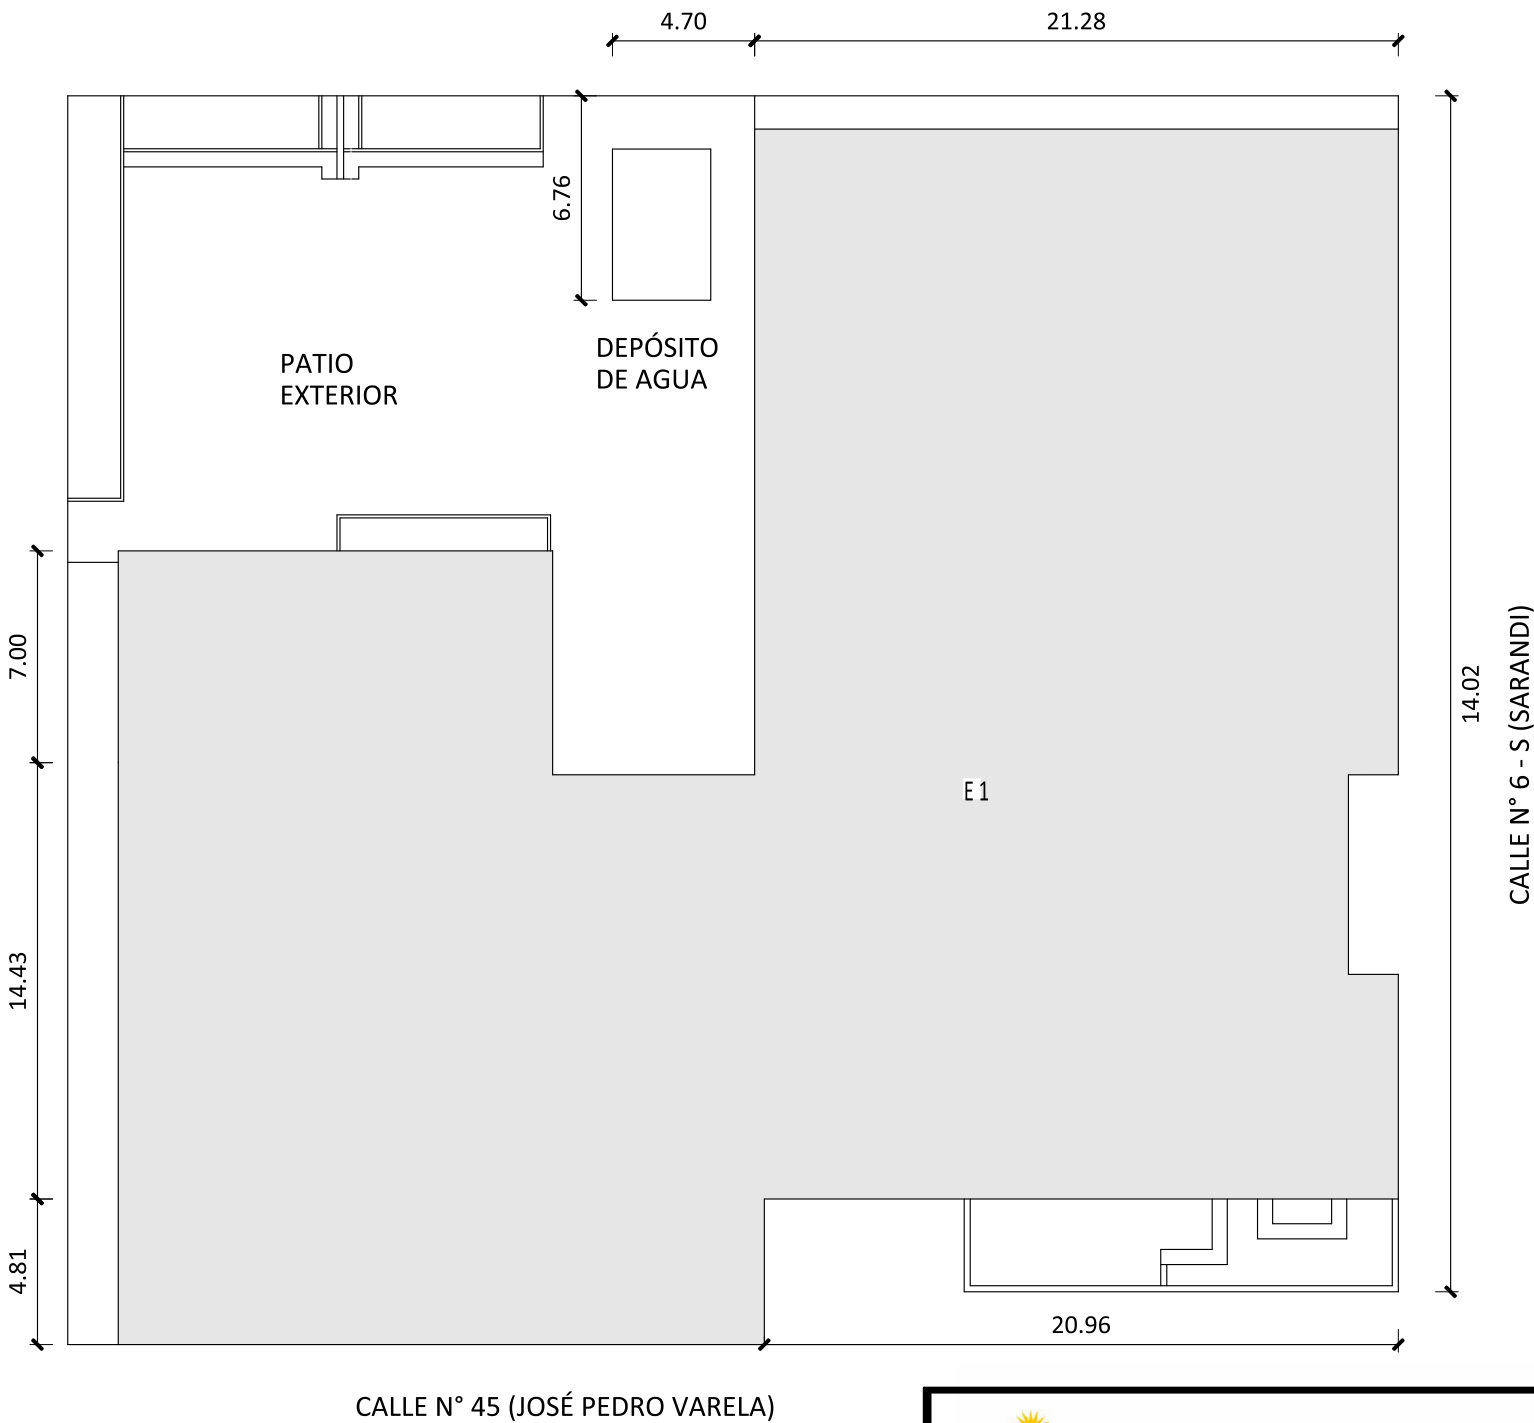 4.70
21.28
6.76
DEPÓSITO
DE AGUA
PATIO
EXTERIOR
7.00
14.02
CALLE N° 6 - S (SARANDI)
E 1
14.43
4.81
20.96
CALLE N° 45 (JOSÉ PEDRO VARELA)